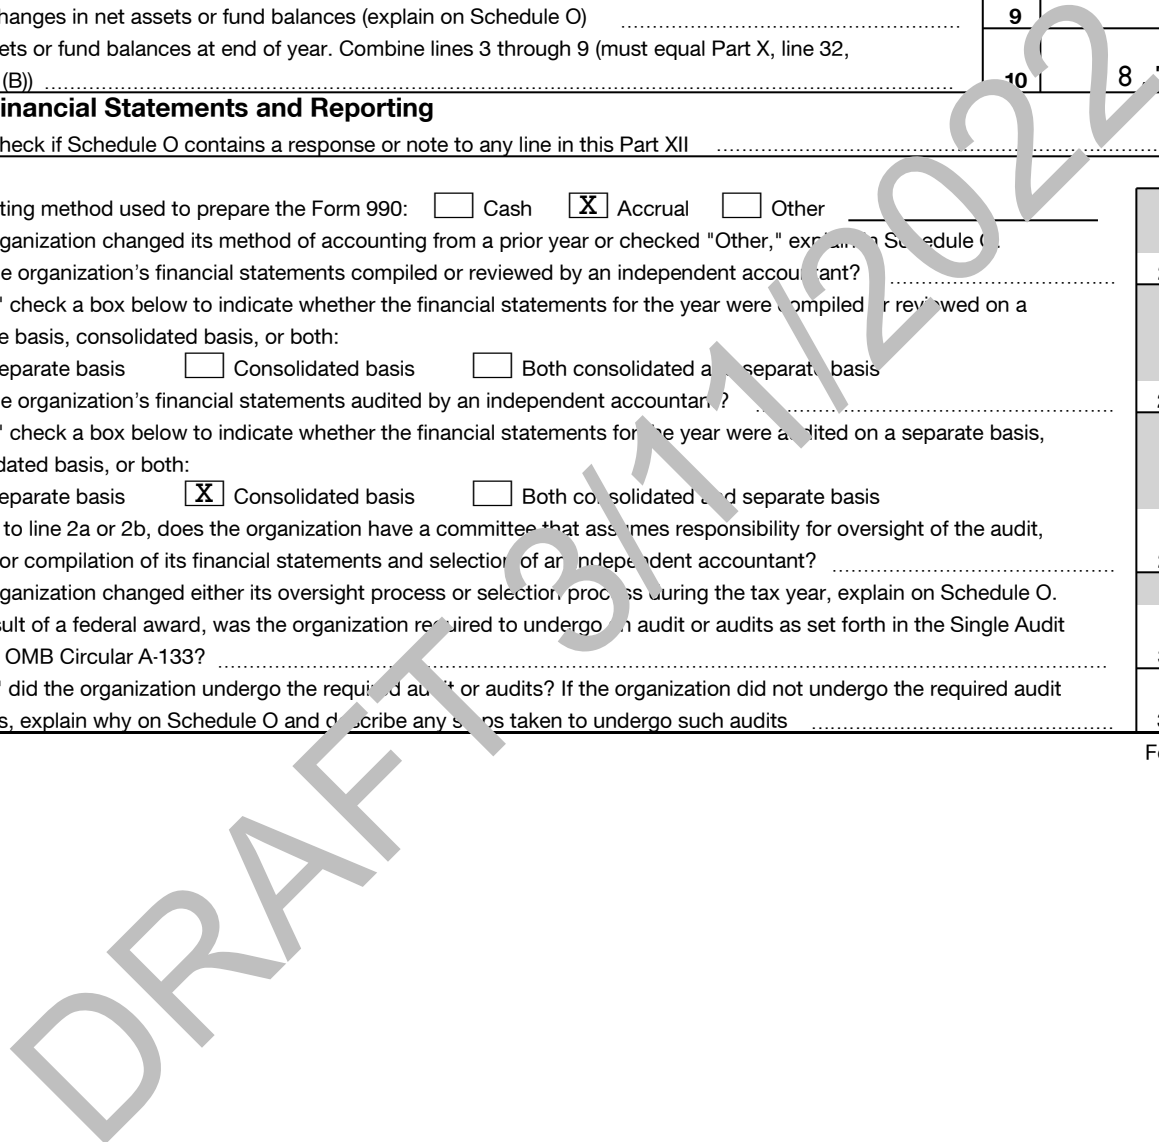 hanges in net assets or fund balances (explain on Schedule O) 9
ets or fund balances at end of year. Combine lines 3 through 9 (must equal Part X, line 32,
(B)) 10 8
inancial Statements and Reporting
heck if Schedule O contains a response or note to any line in this Part XII
ting method used to prepare the Form 990: Cash X Accrual Other
ganization changed its method of accounting from a prior year or checked "Other," explain in Schedule O.
e organization's financial statements compiled or reviewed by an independent accountant?
" check a box below to indicate whether the financial statements for the year were compiled or reviewed on a
e basis, consolidated basis, or both:
eparate basis Consolidated basis Both consolidated and separate basis
e organization's financial statements audited by an independent accountant?
" check a box below to indicate whether the financial statements for the year were audited on a separate basis,
dated basis, or both:
eparate basis X Consolidated basis Both consolidated and separate basis
to line 2a or 2b, does the organization have a committee that assumes responsibility for oversight of the audit,
or compilation of its financial statements and selection of an independent accountant?
ganization changed either its oversight process or selection process during the tax year, explain on Schedule O.
sult of a federal award, was the organization required to undergo an audit or audits as set forth in the Single Audit
OMB Circular A-133?
" did the organization undergo the required audit or audits? If the organization did not undergo the required audit
s, explain why on Schedule O and describe any steps taken to undergo such audits
DRAFT 3/11/2022